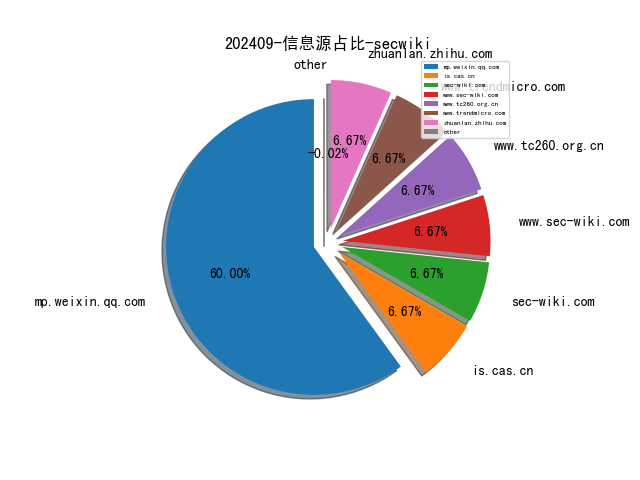 202409-信息源占比-secwiki
zhuanlan.zhihu.com
other
mp.weixin.qq.com
is.cas.cn
sec-wiki.com
www.sec-wiki.com
www.tc260.org.cn
www.trendmicro.com
zhuanlan.zhihu.com
other
www.trendmicro.com
www.tc260.org.cn
www.sec-wiki.com
sec-wiki.com
is.cas.cn
mp.weixin.qq.com
6.67%
-0.02%
6.67%
6.67%
6.67%
6.67%
6.67%
60.00%